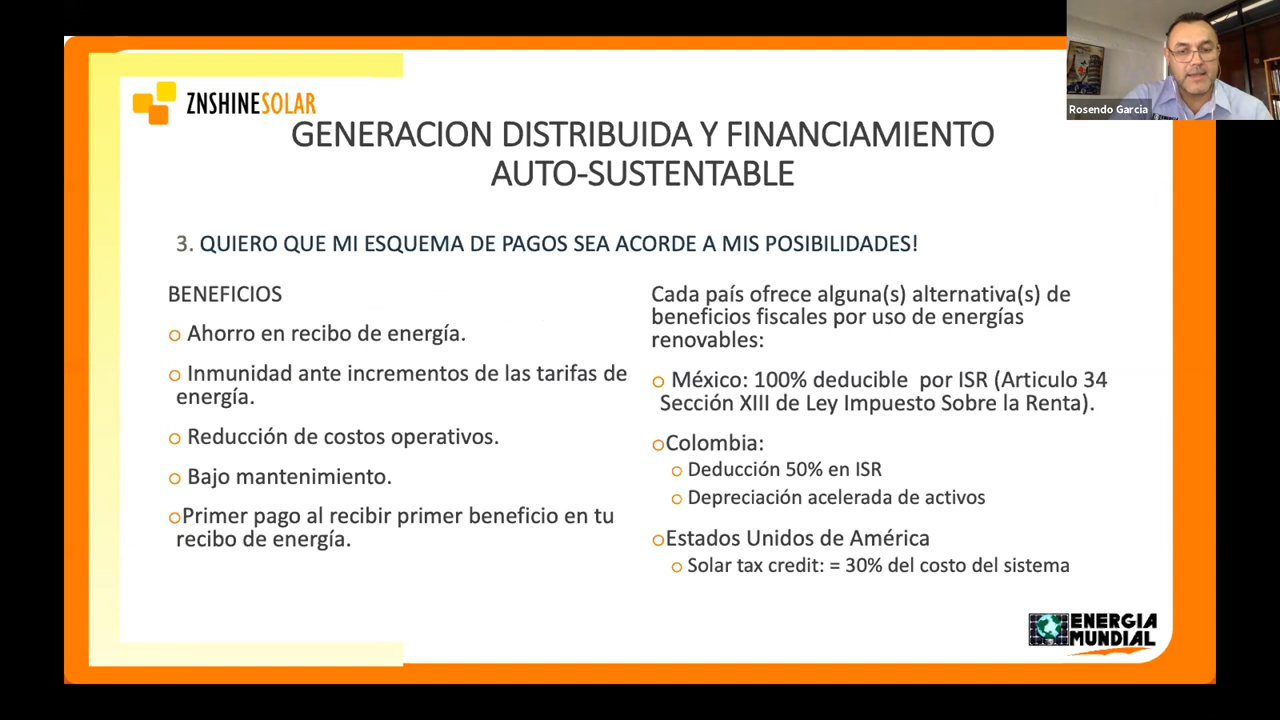 Rosendo Garcia
ZNSHINESOLAR
GENERACION DISTRIBUIDA Y FINANCIAMIENTO
AUTO-SUSTENTABLE
3. QUIERO QUE MI ESQUEMA DE PAGOS SEA ACORDE A MIS POSIBILIDADES!
BENEFICIOS
Ahorro en recibo de energía.
Inmunidad ante incrementos de las tarifas de
energía.
Reducción de costos operativos.
Bajo mantenimiento.
Primer pago al recibir primer beneficio en tu
recibo de energía.
Cada país ofrece alguna(s) alternativa(s) de
beneficios fiscales por uso de energías
renovables:
México: 100% deducible por ISR (Articulo 34
Sección XIII de Ley Impuesto Sobre la Renta).
Colombia:
Deducción 50% en ISR
Depreciación acelerada de activos
Estados Unidos de América
Solar tax credit: = 30% del costo del sistema
ENERGIA
MUNDIAL